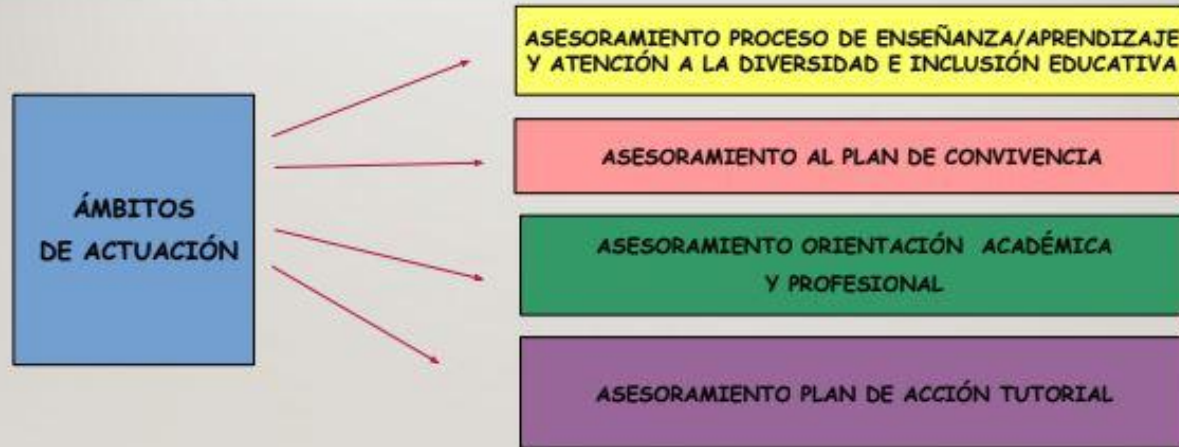 ÁMBITOS
DE ACTUACIÓN
ASESORAMIENTO PROCESO DE ENSEÑANZA/APRENDIZAJE
Y ATENCIÓN A LA DIVERSIDAD E INCLUSIÓN EDUCATIVA
ASESORAMIENTO AL PLAN DE CONVIVENCIA
ASESORAMIENTO ORIENTACIÓN ACADÉMICA
Y PROFESIONAL
ASESORAMIENTO PLAN DE ACCIÓN TUTORIAL